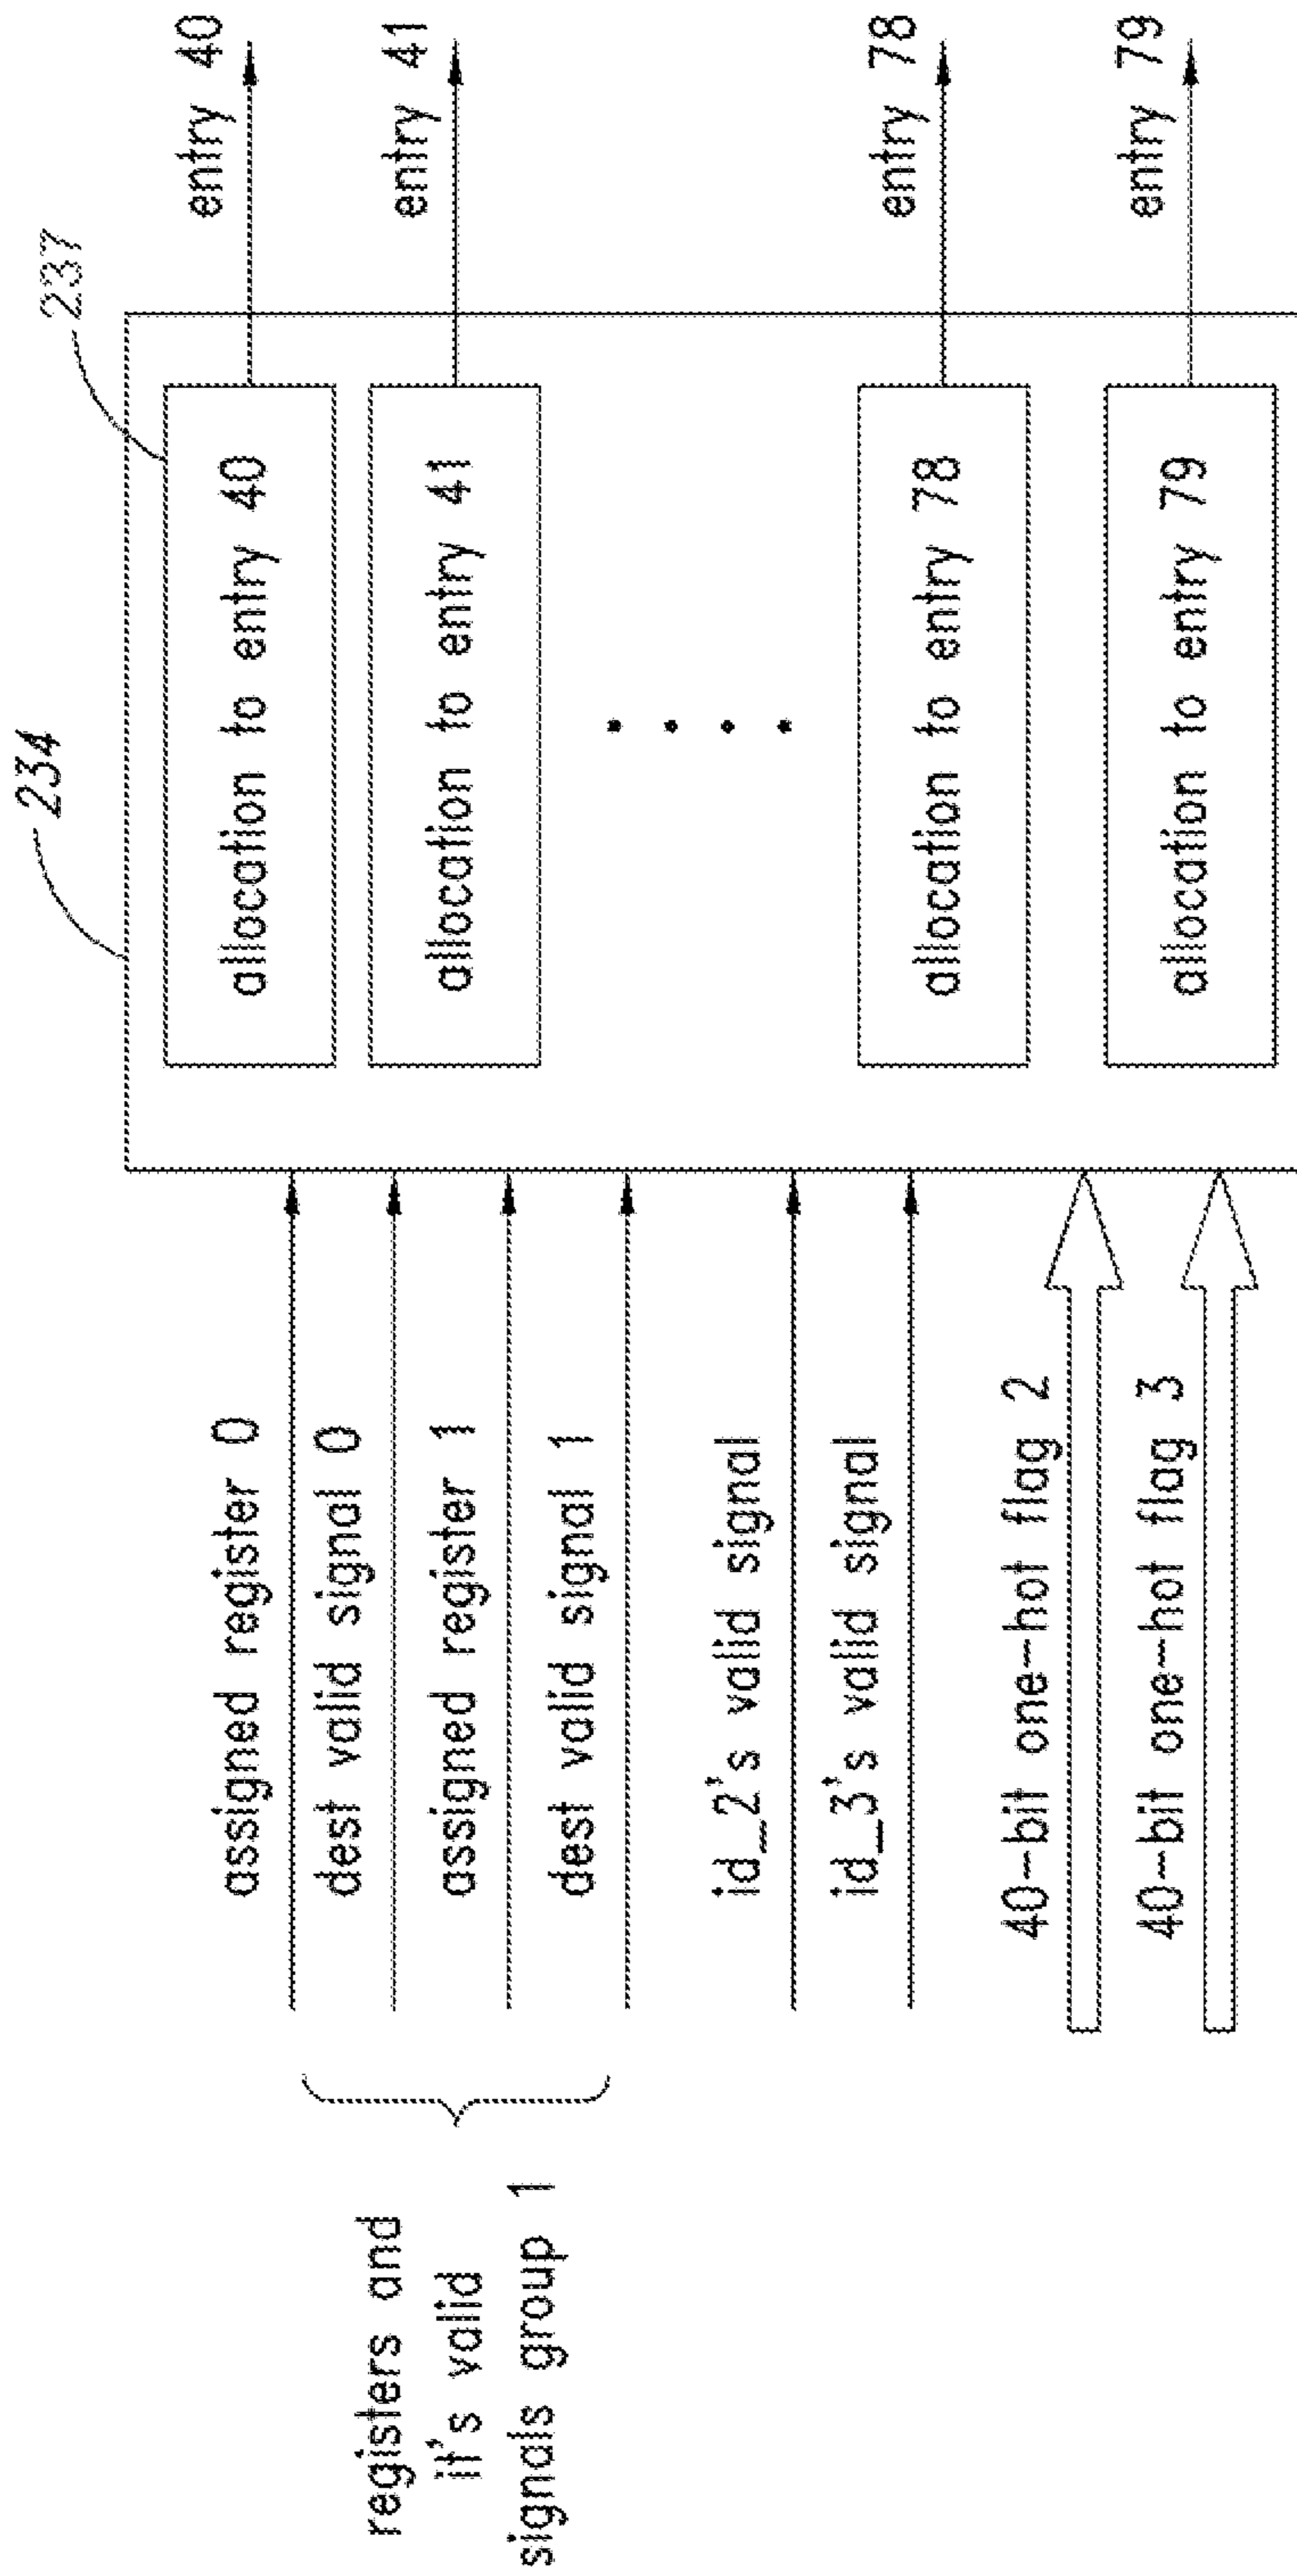 registers and
it's valid
signals group 1
assigned register 0
dest valid signal 0
assigned register 1
dest valid signal 1
id_2's valid signal
id_3's valid signal
40-bit one-hot flag 2
40-bit one-hot flag 3
234
237
allocation to entry 40
allocation to entry 41
allocation to entry 78
allocation to entry 79
entry 40
entry 41
entry 78
entry 79